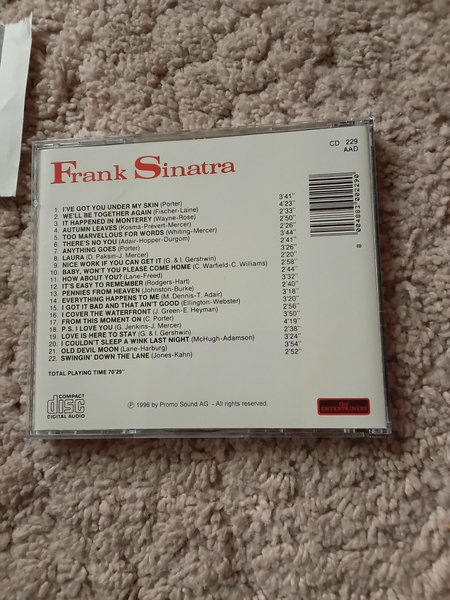 Frank Sinatra
CD 229
AAD
1. I'VE GOT YOU UNDER MY SKIN (Porter) 3'41"
2. WE'LL BE TOGETHER AGAIN (Fischer-Laine) 4'23"
3. IT HAPPENED IN MONTEREY (Wayne-Rose) 2'33"
4. AUTUMN LEAVES (Kosma-Prévert-Mercer) 2'50"
5. TOO MARVELLOUS FOR WORDS (Whiting-Mercer) 2'26"
6. THERE'S NO YOU (Adair-Hopper-Durgom) 3'44"
7. ANYTHING GOES (Porter) 2'41"
8. LAURA (D. Paksin-J. Mercer) 3'26"
9. NICE WORK IF YOU CAN GET IT (G. & I. Gershwin) 2'20"
10. BABY, WON'T YOU PLEASE COME HOME (C. Warfield-C. Williams) 2'58"
11. HOW ABOUT YOU? (Lane-Freed) 2'44"
12. IT'S EASY TO REMEMBER (Rodgers-Hart) 3'32"
13. PENNIES FROM HEAVEN (Johnston-Burke)
14. EVERYTHING HAPPENS TO ME (M. Dennis-T. Adair) 3'20"
15. I GOT IT BAD AND THAT AIN'T GOOD (Ellington-Webster)
16. I COVER THE WATERFRONT (J. Green-E. Heyman)
17. FROM THIS MOMENT ON (C. Porter) 3'50"
18. P.S. I LOVE YOU (G. Jenkins-J. Mercer) 4'19"
19. LOVE IS HERE TO STAY (G. & I. Gershwin) 2'38"
20. I COULDN'T SLEEP A WINK LAST NIGHT (McHugh-Adamson) 3'24"
21. OLD DEVIL MOON (Lane-Harburg) 3'54"
22. SWINGIN' DOWN THE LANE (Jones-Kahn) 2'52"
TOTAL PLAYING TIME 70'29"
COMPACT
disc
DIGITAL AUDIO
℗ 1996 by Promo Sound AG - All rights reserved.
the
ENTERTAINERS
8 004883 002290